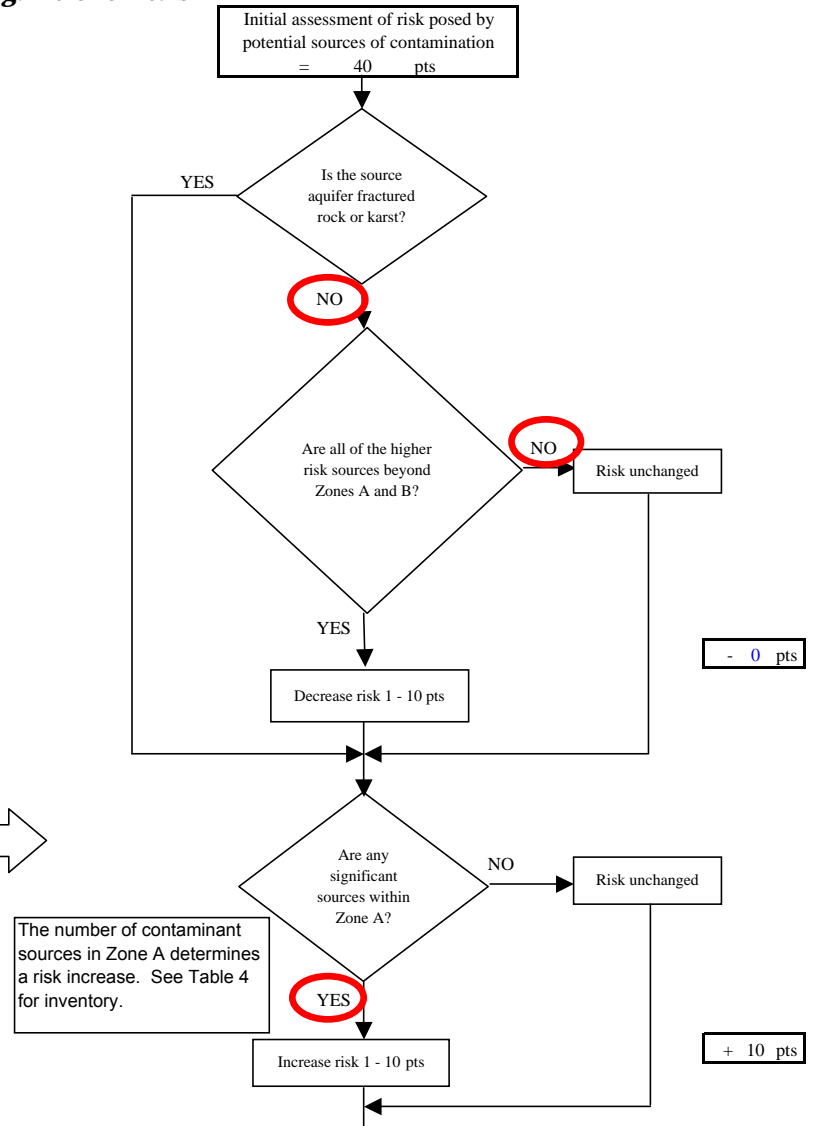 Initial assessment of risk posed by
potential sources of contamination
= 40 pts
YES
Is the source
aquifer fractured
rock or karst?
NO
Are all of the higher
risk sources beyond
Zones A and B?
NO
Risk unchanged
YES
- 0 pts
Decrease risk 1 - 10 pts
Are any
significant
sources within
Zone A?
NO
Risk unchanged
The number of contaminant
sources in Zone A determines
a risk increase. See Table 4
for inventory.
YES
+ 10 pts
Increase risk 1 - 10 pts